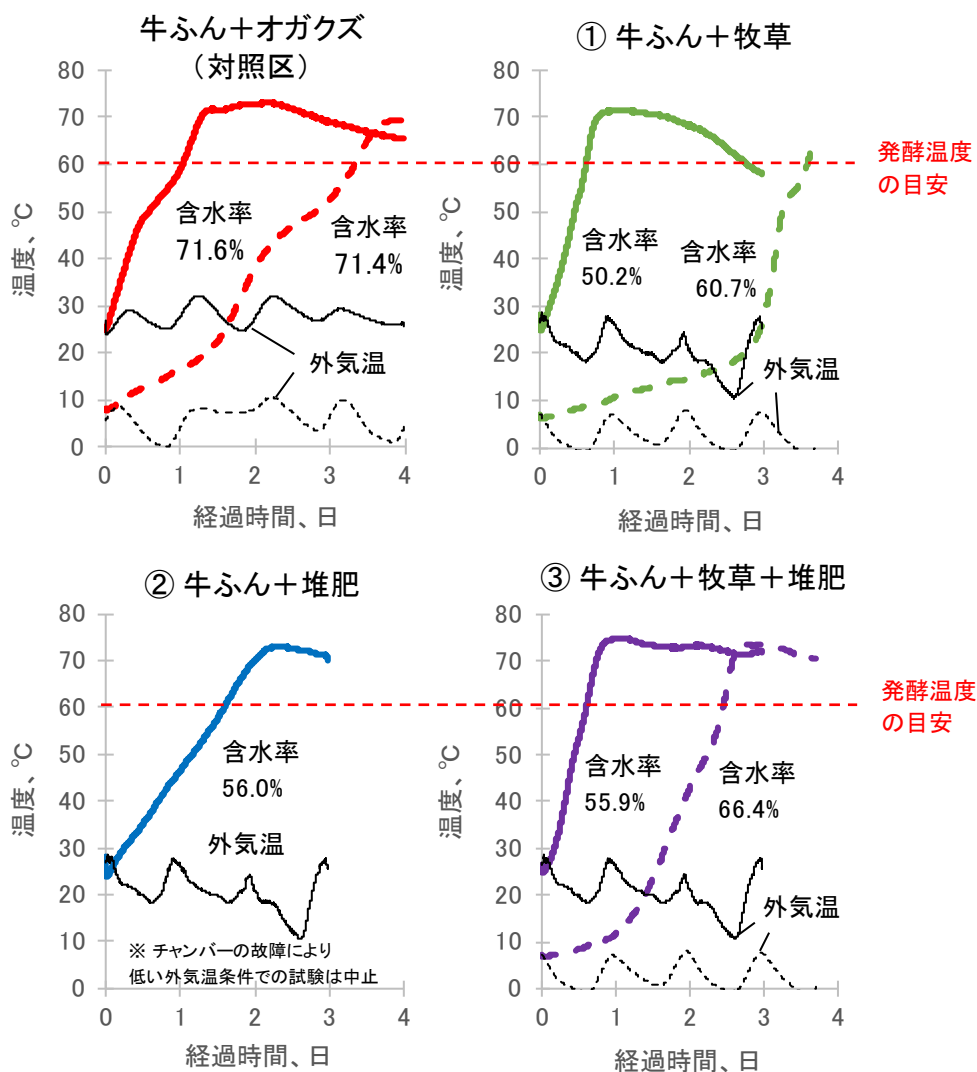 牛ふん＋オガクズ
（対照区）
80
70
60
50
40
30
20
10
0
温度、℃
含水率
71.6%
含水率
71.4%
外気温
0
1
2
3
4
経過時間、日
① 牛ふん＋牧草
80
70
60
50
40
30
20
10
0
温度、℃
含水率
50.2%
含水率
60.7%
外気温
0
1
2
3
4
経過時間、日
発酵温度
の目安
② 牛ふん＋堆肥
80
70
60
50
40
30
20
10
0
温度、℃
含水率
56.0%
外気温
※ チャンバーの故障により
低い外気温条件での試験は中止
0
1
2
3
4
経過時間、日
③ 牛ふん＋牧草＋堆肥
80
70
60
50
40
30
20
10
0
温度、℃
含水率
55.9%
含水率
66.4%
外気温
0
1
2
3
4
経過時間、日
発酵温度
の目安